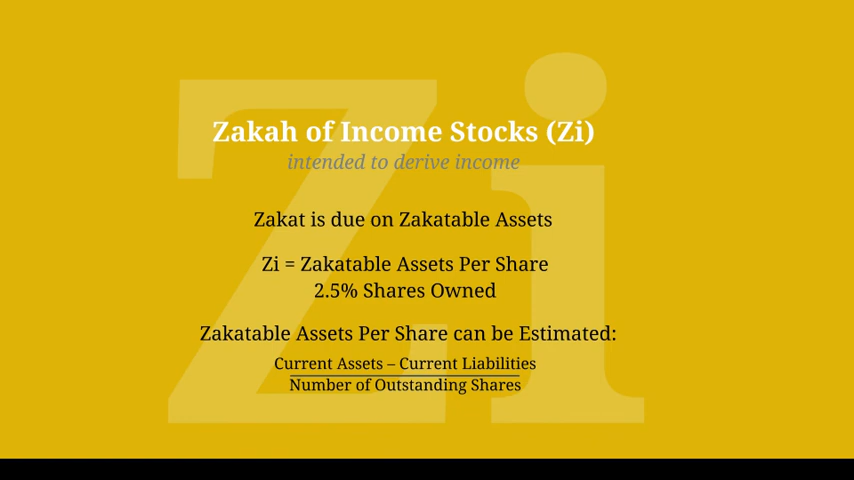 Zakah of Income Stocks (Zi)
intended to derive income
Zakat is due on Zakatable Assets
Zi = Zakatable Assets Per Share
2.5% Shares Owned
Zakatable Assets Per Share can be Estimated:
Current Assets – Current Liabilities
Number of Outstanding Shares
Zi